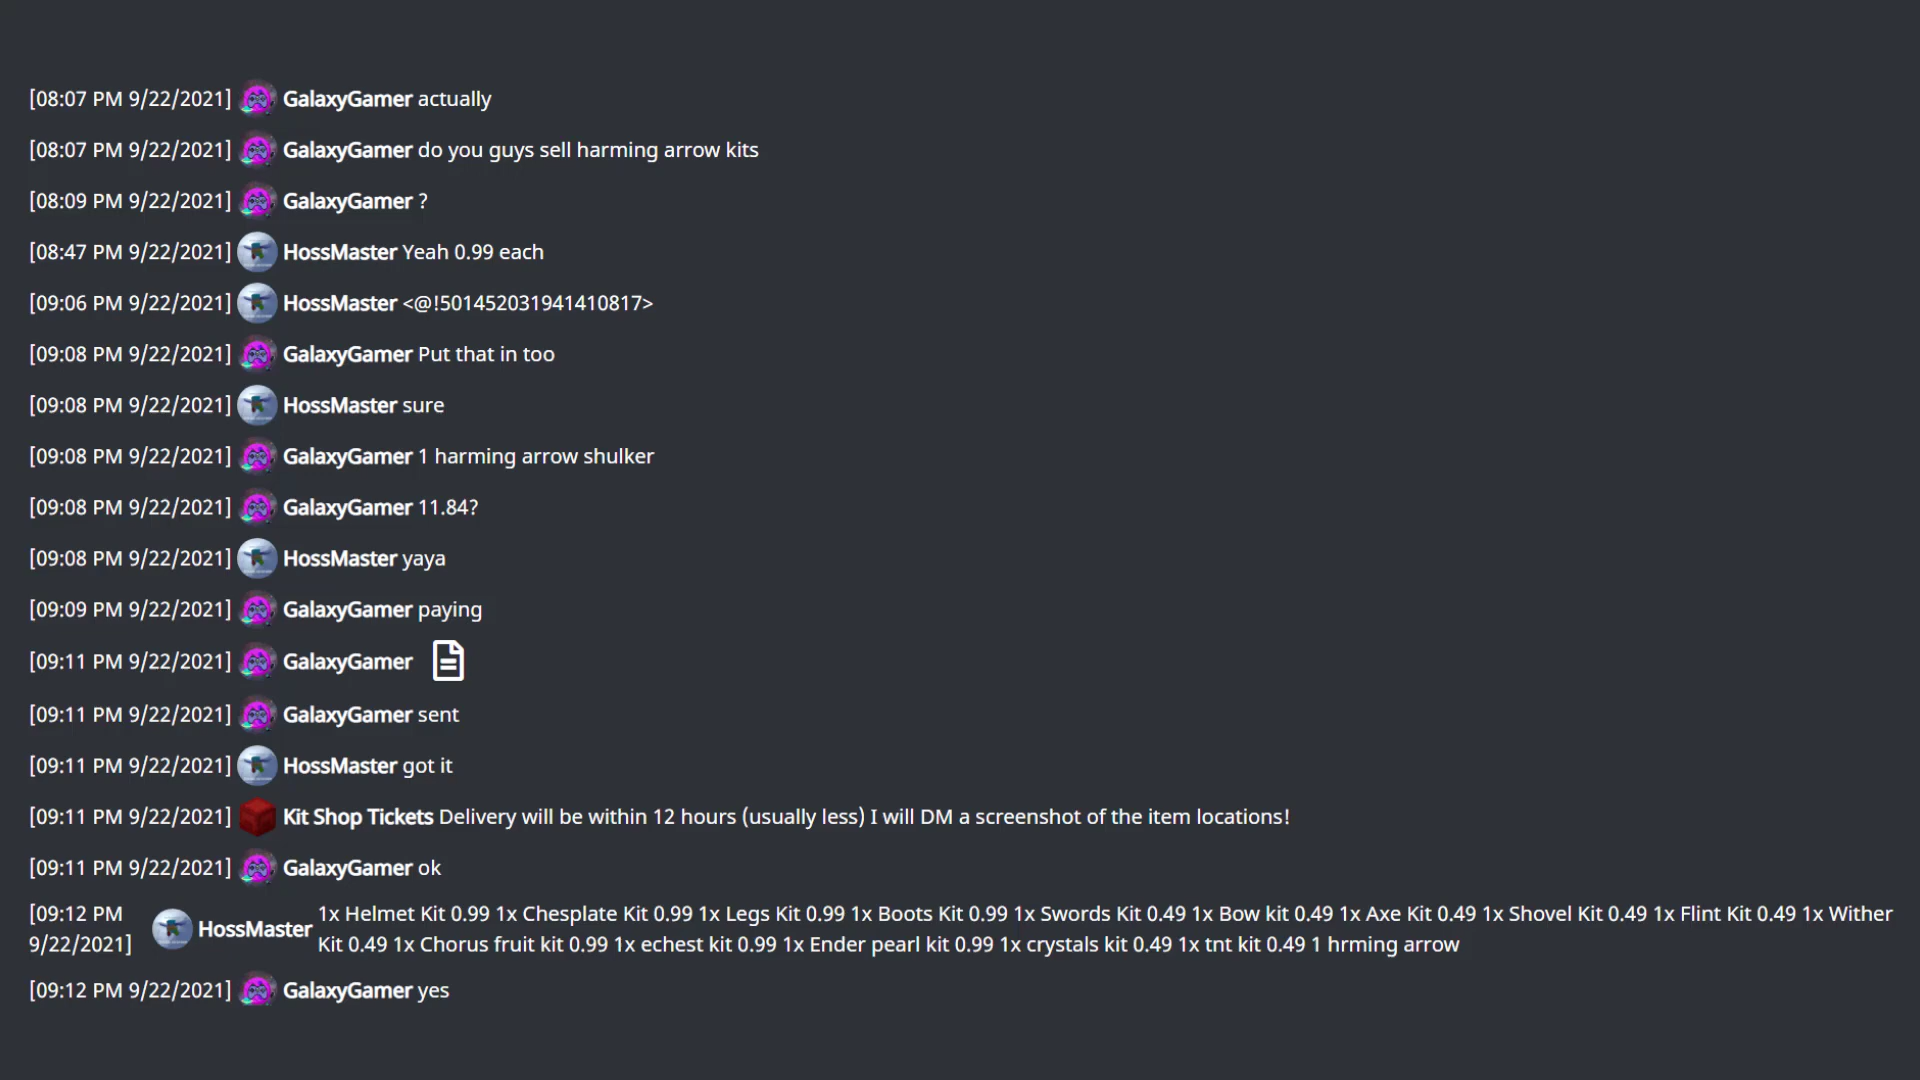 [08:07 PM 9/22/2021] GalaxyGamer actually
[08:07 PM 9/22/2021] GalaxyGamer do you guys sell harming arrow kits
[08:09 PM 9/22/2021] GalaxyGamer ?
[08:47 PM 9/22/2021] HossMaster Yeah 0.99 each
[09:06 PM 9/22/2021] HossMaster <@!501452031941410817>
[09:08 PM 9/22/2021] GalaxyGamer Put that in too
[09:08 PM 9/22/2021] HossMaster sure
[09:08 PM 9/22/2021] GalaxyGamer 1 harming arrow shulker
[09:08 PM 9/22/2021] GalaxyGamer 11.84?
[09:08 PM 9/22/2021] HossMaster yaya
[09:09 PM 9/22/2021] GalaxyGamer paying
[09:11 PM 9/22/2021] GalaxyGamer
[09:11 PM 9/22/2021] GalaxyGamer sent
[09:11 PM 9/22/2021] HossMaster got it
[09:11 PM 9/22/2021] Kit Shop Tickets Delivery will be within 12 hours (usually less) I will DM a screenshot of the item locations!
[09:11 PM 9/22/2021] GalaxyGamer ok
[09:12 PM
9/22/2021] HossMaster
1x Helmet Kit 0.99 1x Chesplate Kit 0.99 1x Legs Kit 0.99 1x Boots Kit 0.99 1x Swords Kit 0.49 1x Bow kit 0.49 1x Axe Kit 0.49 1x Shovel Kit 0.49 1x Flint Kit 0.49 1x Wither
Kit 0.49 1x Chorus fruit kit 0.99 1x echest kit 0.99 1x Ender pearl kit 0.99 1x crystals kit 0.49 1x tnt kit 0.49 1 hrming arrow
[09:12 PM 9/22/2021] GalaxyGamer yes